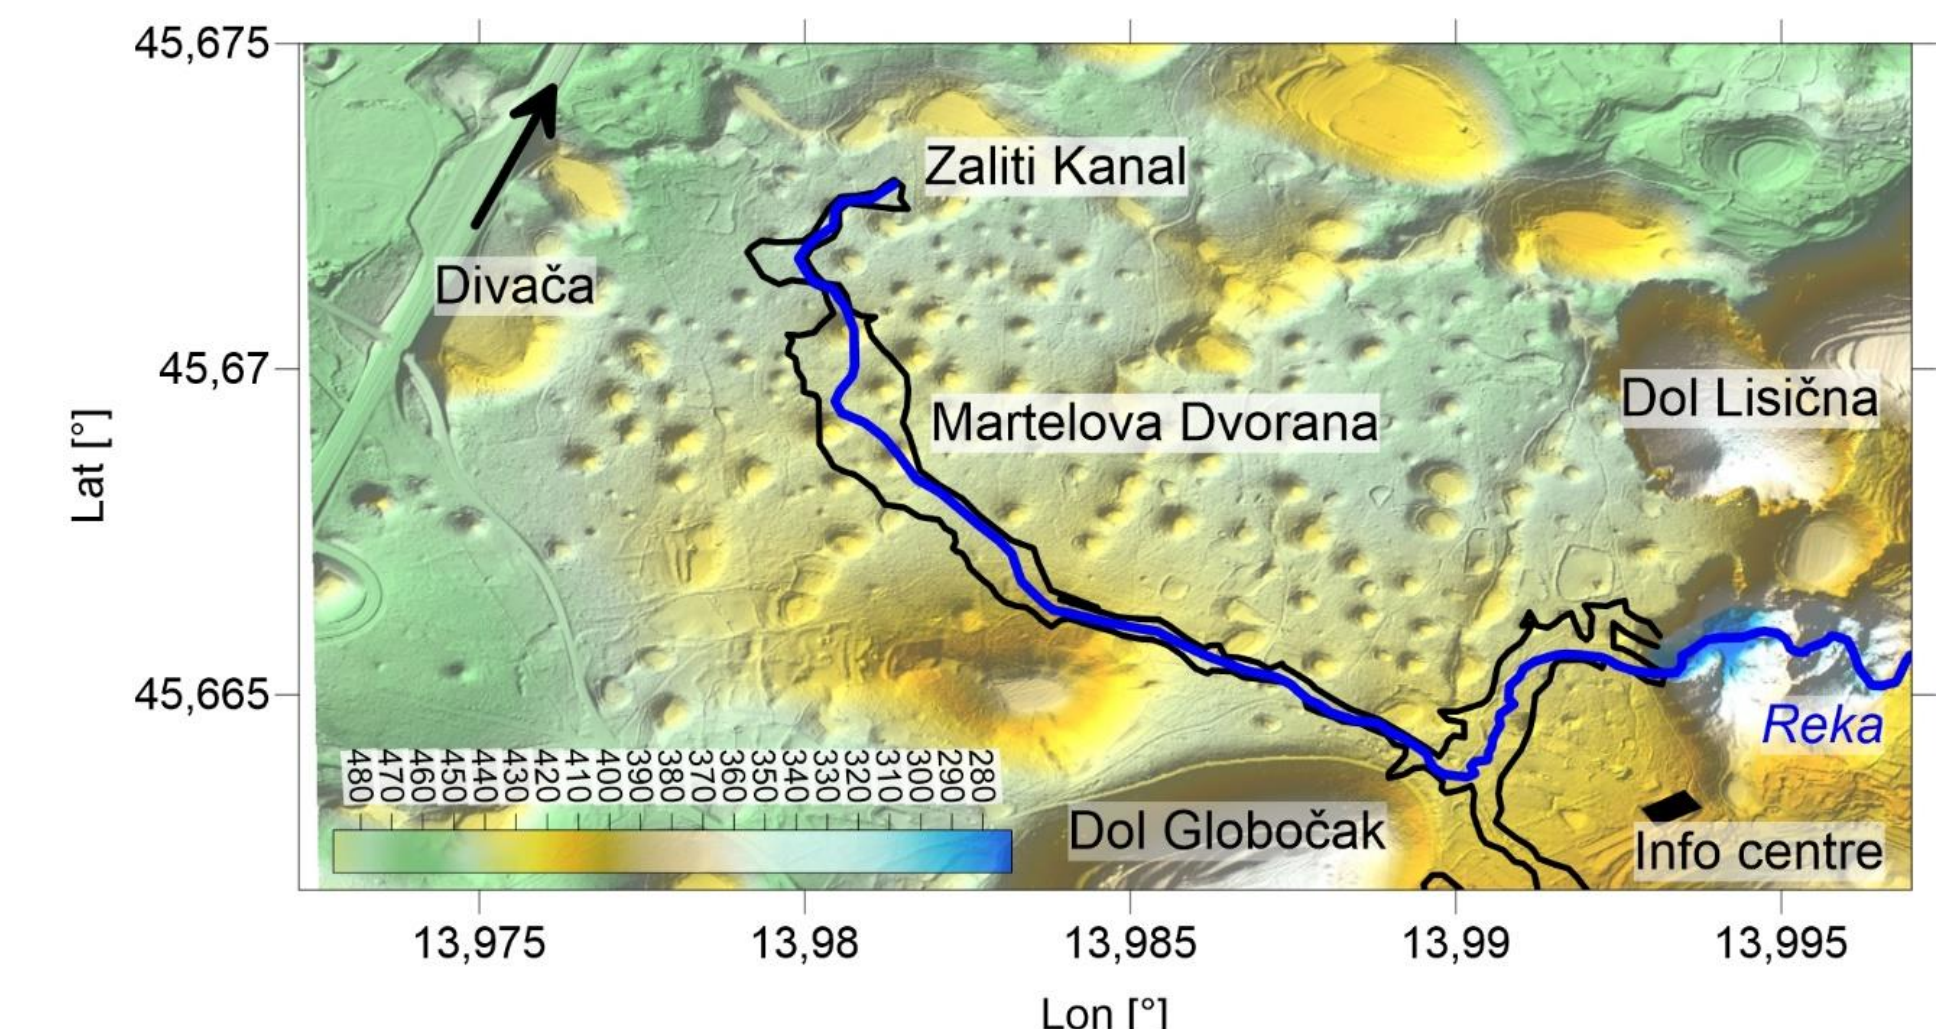 45,675
Zaliti Kanal
Divača
45,67
Dol Lisična
Martelova Dvorana
Lat [°]
45,665
Reka
480 470 460 450 440 430 420 410 400 390 380 370 360 350 340 330 320 310 300 290 280
Dol Globočak
Info centre
13,975 13,98 13,985 13,99 13,995
Lon [°]